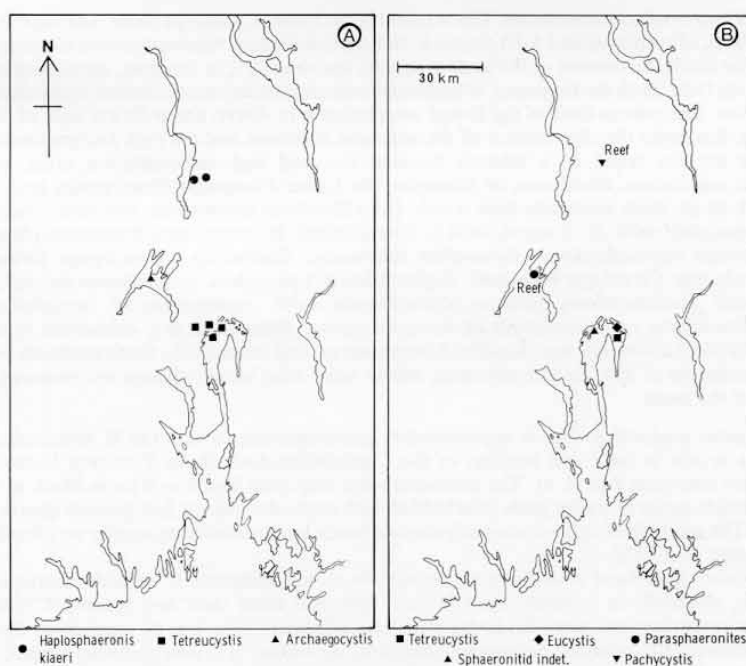 A
N
B
30 km
Reef
Reef
Haplosphaeronis kiaeri
Tetreucystis
Archaegocystis
Tetreucystis
Eucystis
Parasphaeronites
Sphaeronitid indet.
Pachycystis